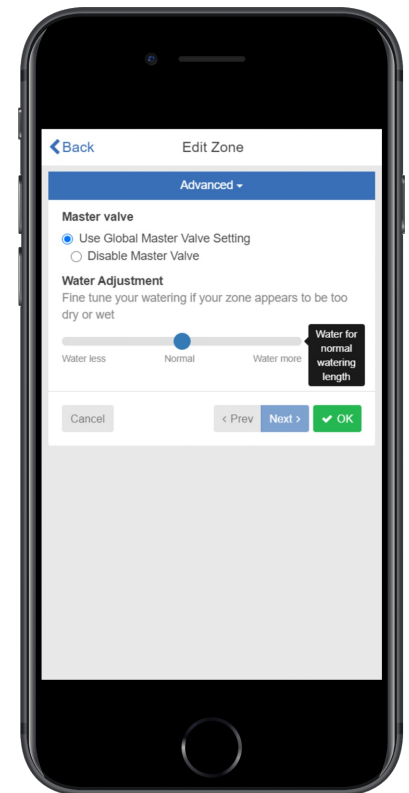 Back
Edit Zone
Advanced
Master valve
Use Global Master Valve Setting
Disable Master Valve
Water Adjustment
Fine tune your watering if your zone appears to be too
dry or wet
Water less
Normal
Water more
Water for
normal
watering
length
Cancel
< Prev
Next >
OK